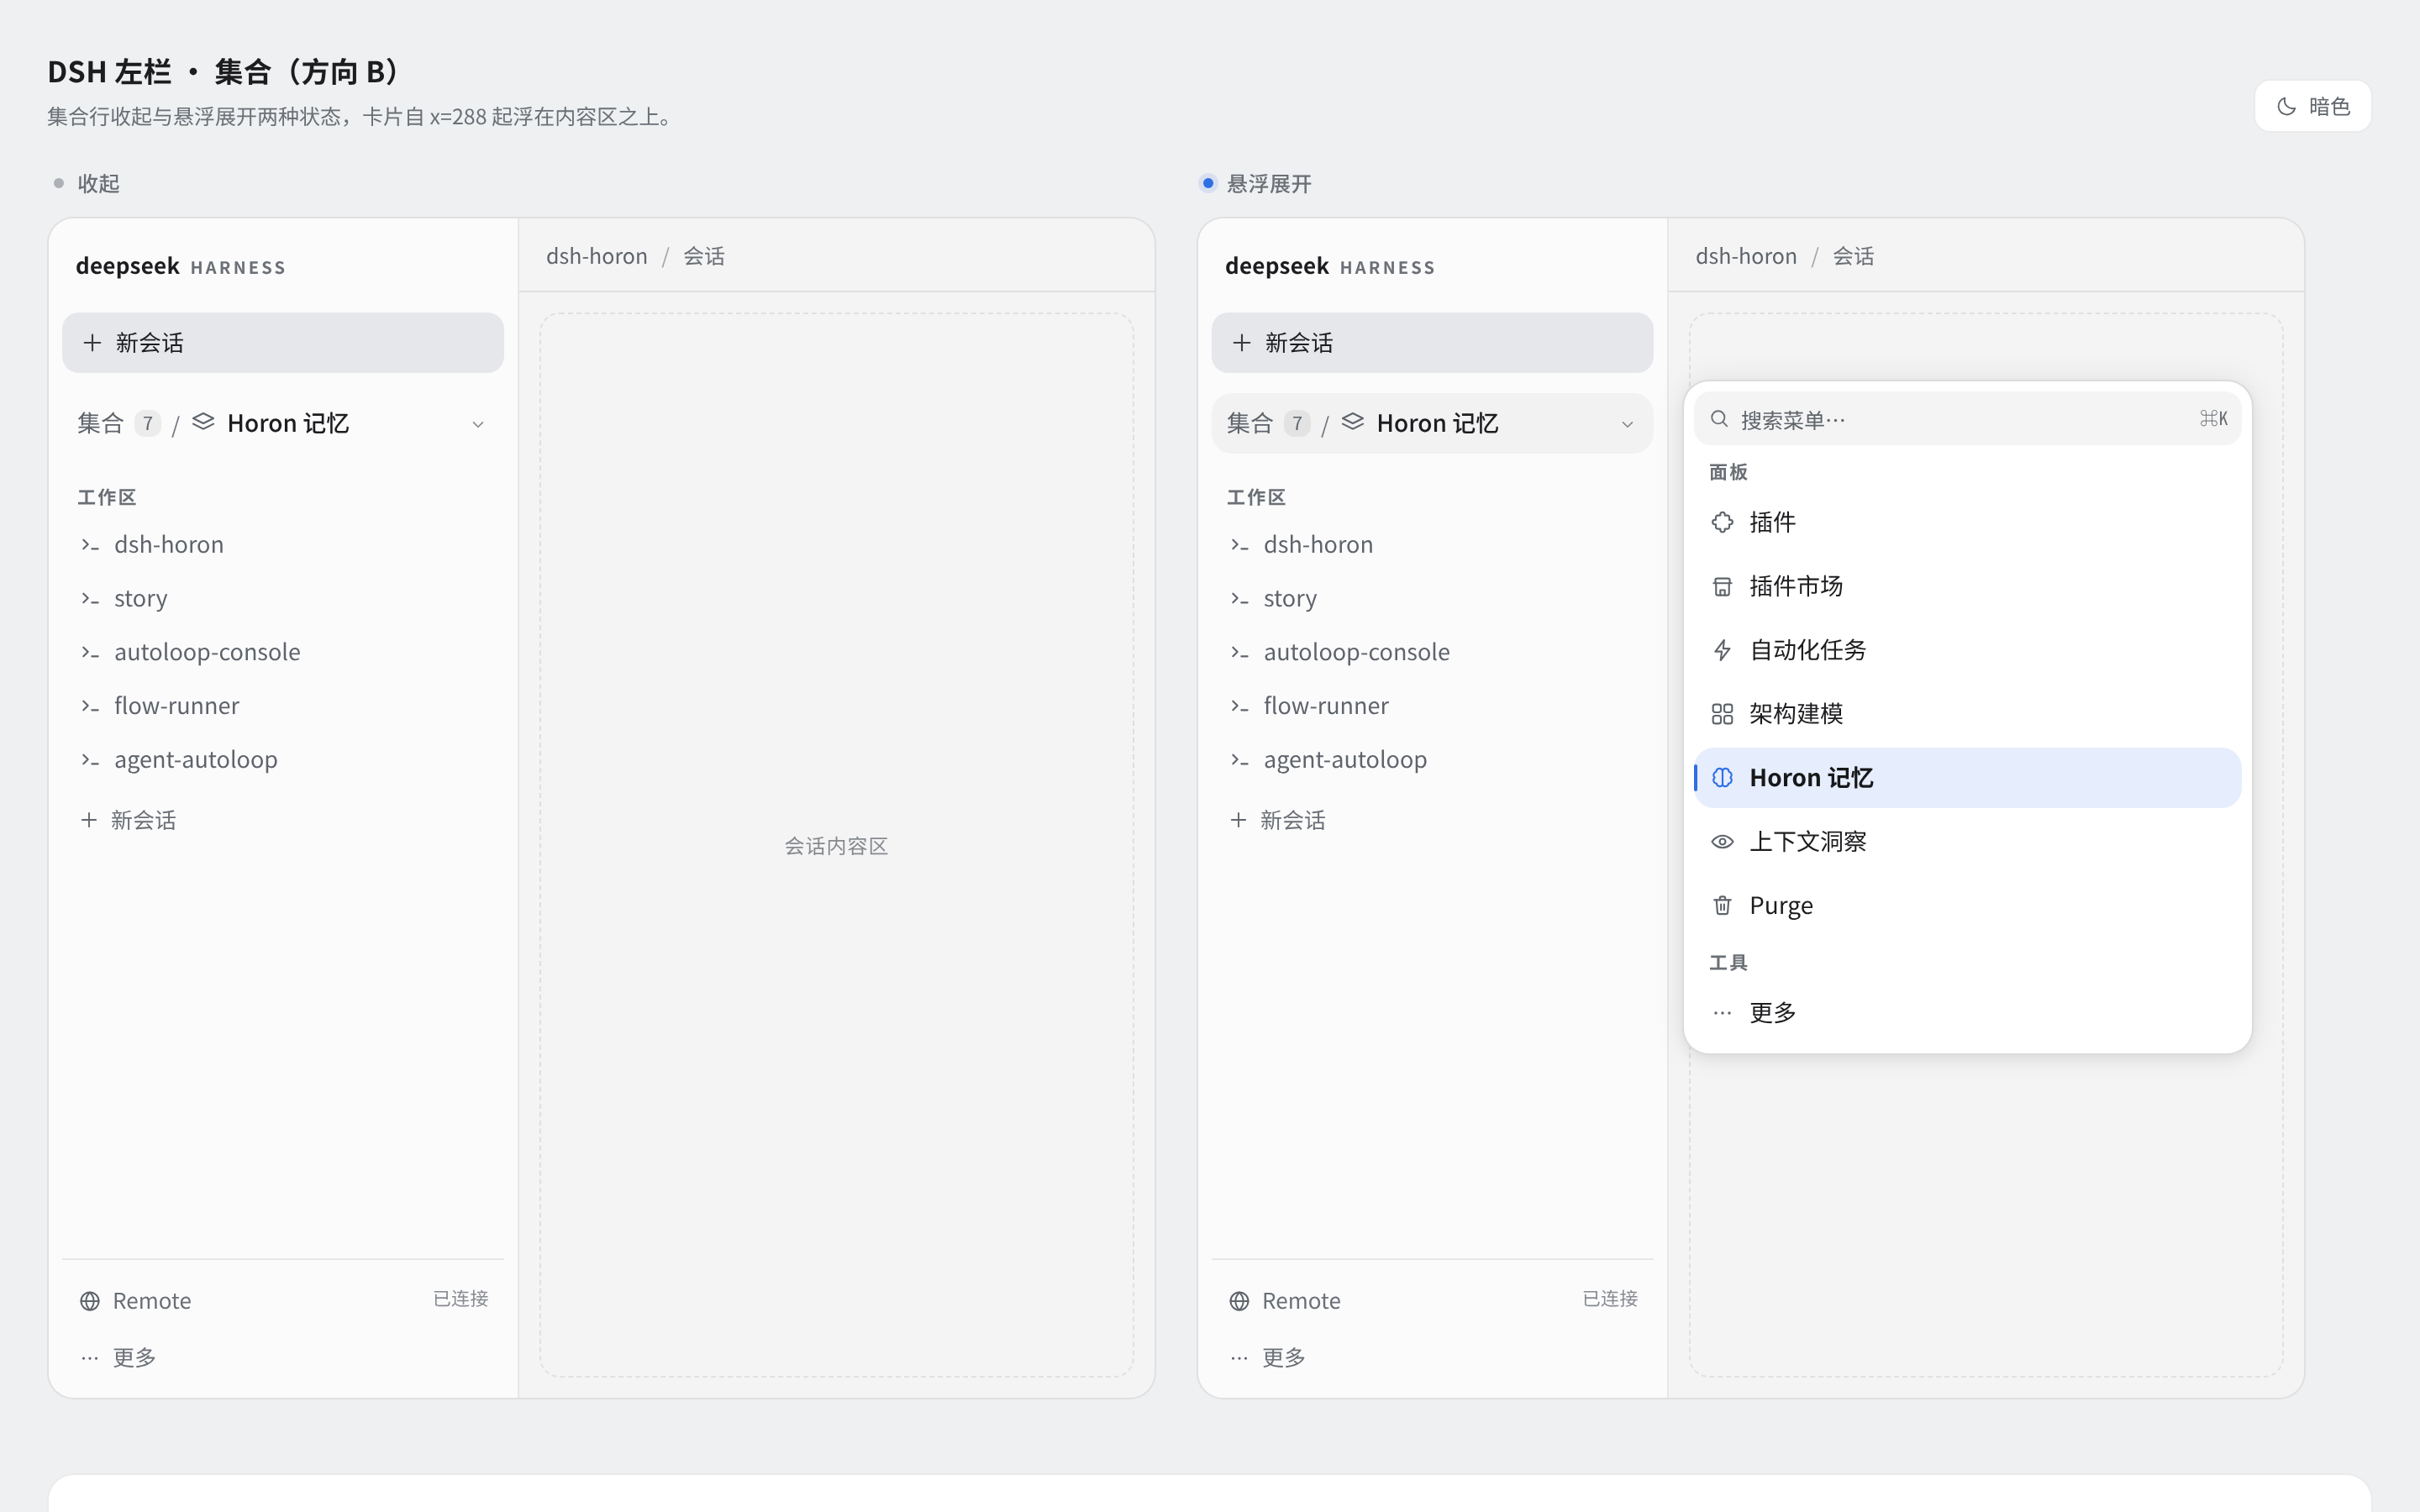 DSH 左栏 · 集合（方向 B）
集合行收起与悬浮展开两种状态，卡片自 x=288 起浮在内容区之上。
暗色
收起
deepseek HARNESS
新会话
集合 7 / Horon 记忆
工作区
dsh-horon
story
autoloop-console
flow-runner
agent-autoloop
新会话
Remote 已连接
更多
dsh-horon / 会话
会话内容区
悬浮展开
deepseek HARNESS
新会话
集合 7 / Horon 记忆
工作区
dsh-horon
story
autoloop-console
flow-runner
agent-autoloop
新会话
Remote 已连接
更多
dsh-horon / 会话
搜索菜单… ⌘K
面板
插件
插件市场
自动化任务
架构建模
Horon 记忆
上下文洞察
Purge
工具
更多